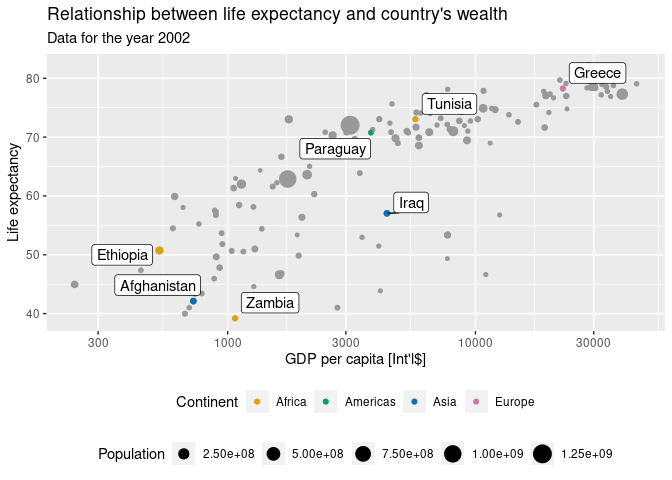 Relationship between life expectancy and country's wealth
Data for the year 2002
Life expectancy
80
70
60
50
40
Greece
Tunisia
Paraguay
Iraq
Ethiopia
Afghanistan
Zambia
300 1000 3000 10000 30000
GDP per capita [Int'l$]
Continent Africa Americas Asia Europe
Population 2.50e+08 5.00e+08 7.50e+08 1.00e+09 1.25e+09